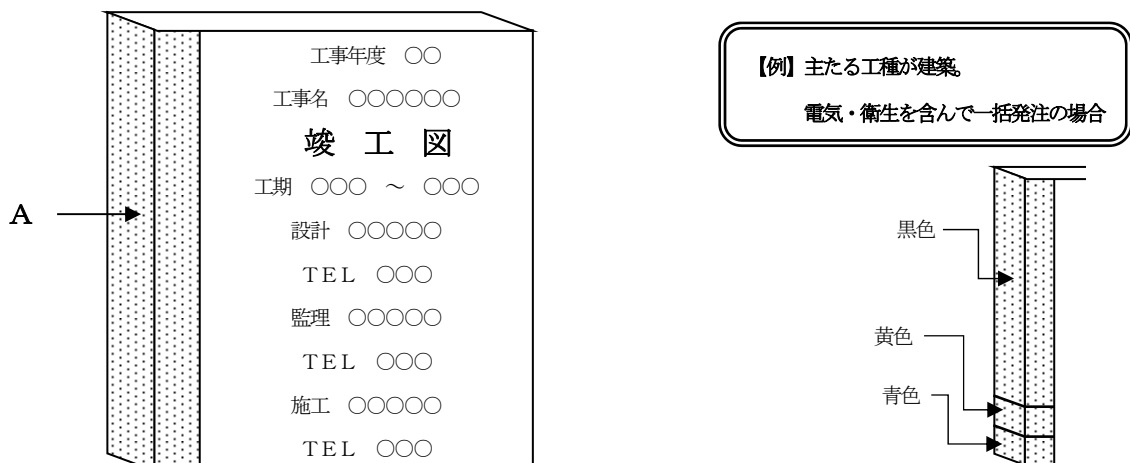 工事年度 ○○
工事名 ○○○○○○
竣 工 図
工期 ○○○ ~ ○○○
設計 ○○○○○
TEL ○○○
監理 ○○○○○
TEL ○○○
施工 ○○○○○
TEL ○○○
A
【例】主たる工種が建築。
電気・衛生を含んで一括発注の場合
黒色
黄色
青色